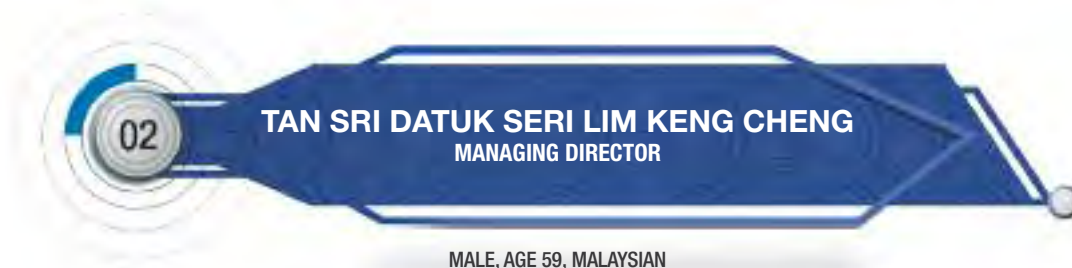 02
TAN SRI DATUK SERI LIM KENG CHENG
MANAGING DIRECTOR
MALE, AGE 59, MALAYSIAN